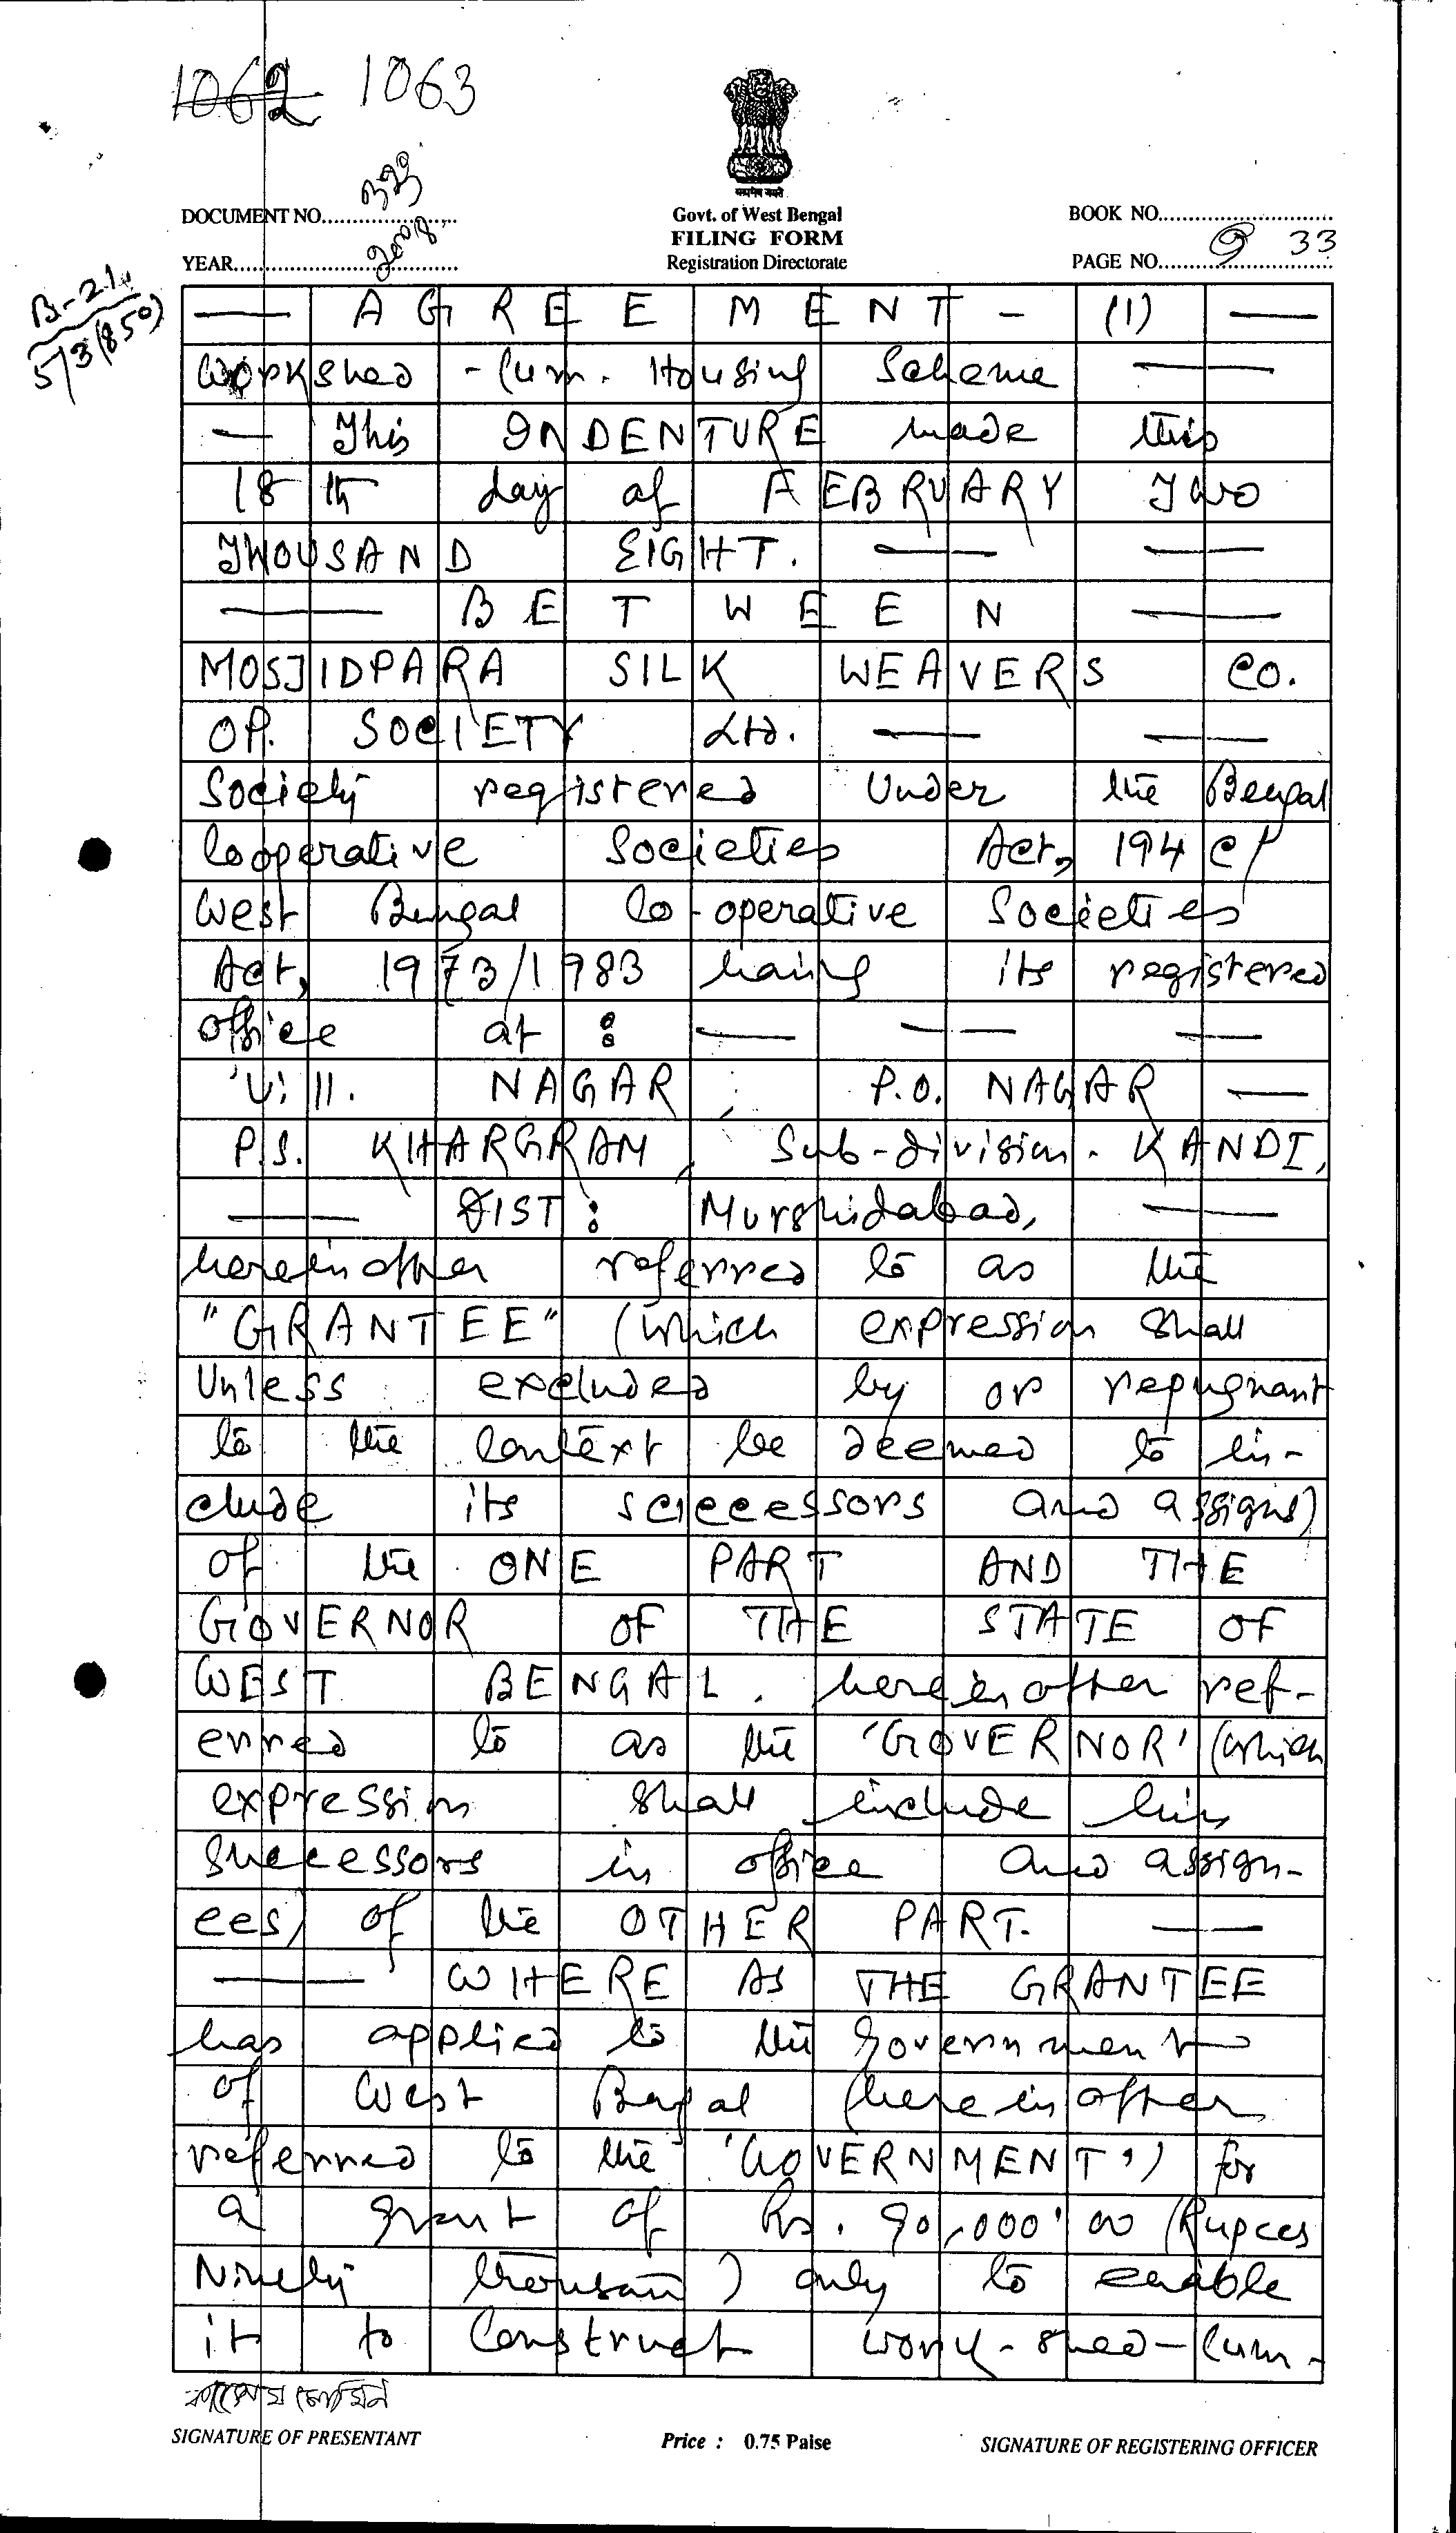 1062 1063
सत्यमेव जयते
DOCUMENT NO.
Govt. of West Bengal
BOOK NO.
FILING FORM
YEAR 2008
Registration Directorate
PAGE NO. 33
B-21
5/3(850)
— AGREEMENT - (1) —
Workshed - Cum. Housing Scheme —
— This INDENTURE made this
18th day of FEBRUARY Two
THOUSAND EIGHT. — —
— BETWEEN —
MOSJIDPARA SILK WEAVERS CO.
OP. SOCIETY Ltd. — —
Society registered Under the Bengal
Cooperative Societies Act, 194
West Bengal Co-operative Societies
Act, 1973/1983 having its registered
office at : — — —
Vill. NAGAR, P.O. NAGAR —
P.S. KHARGRAM, Sub-division. KANDI,
— DIST : Murshidabad, —
hereinafter referred to as the
"GRANTEE" (which expression shall
Unless excluded by or repugnant
to the context be deemed to in-
clude its successors and assigns)
of the ONE PART AND THE
GOVERNOR OF THE STATE OF
WEST BENGAL. hereinafter ref-
erred to as the 'GOVERNOR' (which
expression shall include his
successors in office and assign-
ees) of the OTHER PART. —
— WHERE AS THE GRANTEE
has applied to the Government
of West Bengal (hereinafter
referred to the 'GOVERNMENT') for
a grant of Rs. 90,000'00 (Rupees
Ninety thousand) only to enable
it to Construct work-shed-Cum-
SIGNATURE OF PRESENTANT
Price : 0.75 Paise
SIGNATURE OF REGISTERING OFFICER